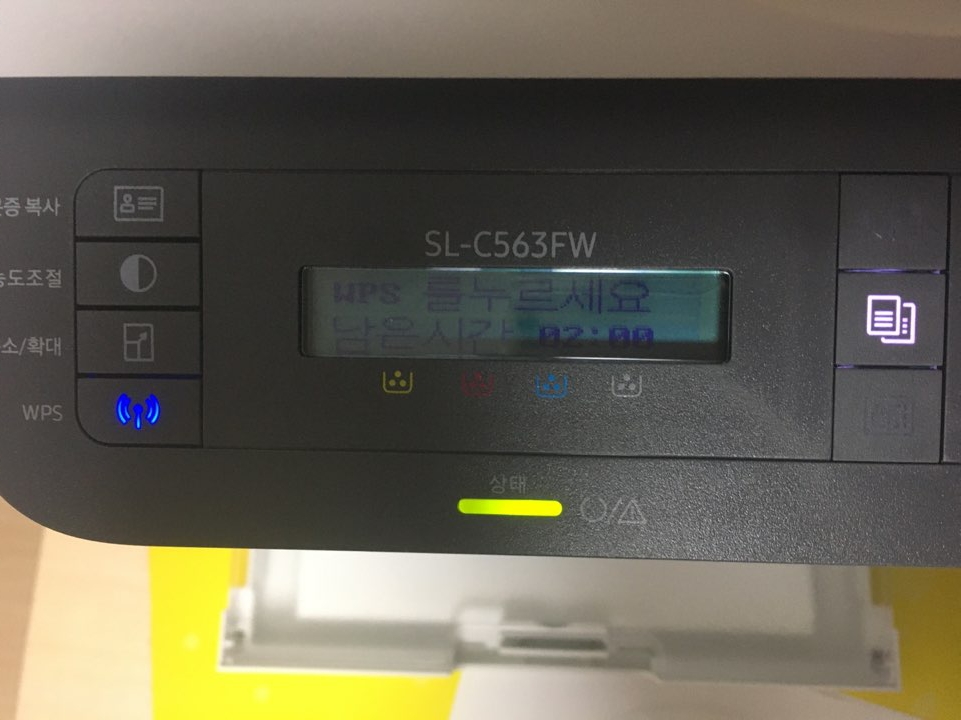 SL-C563FW
WPS 를누르세요
남은시간 02:00
증 복사
도조절
소/확대
WPS
상태